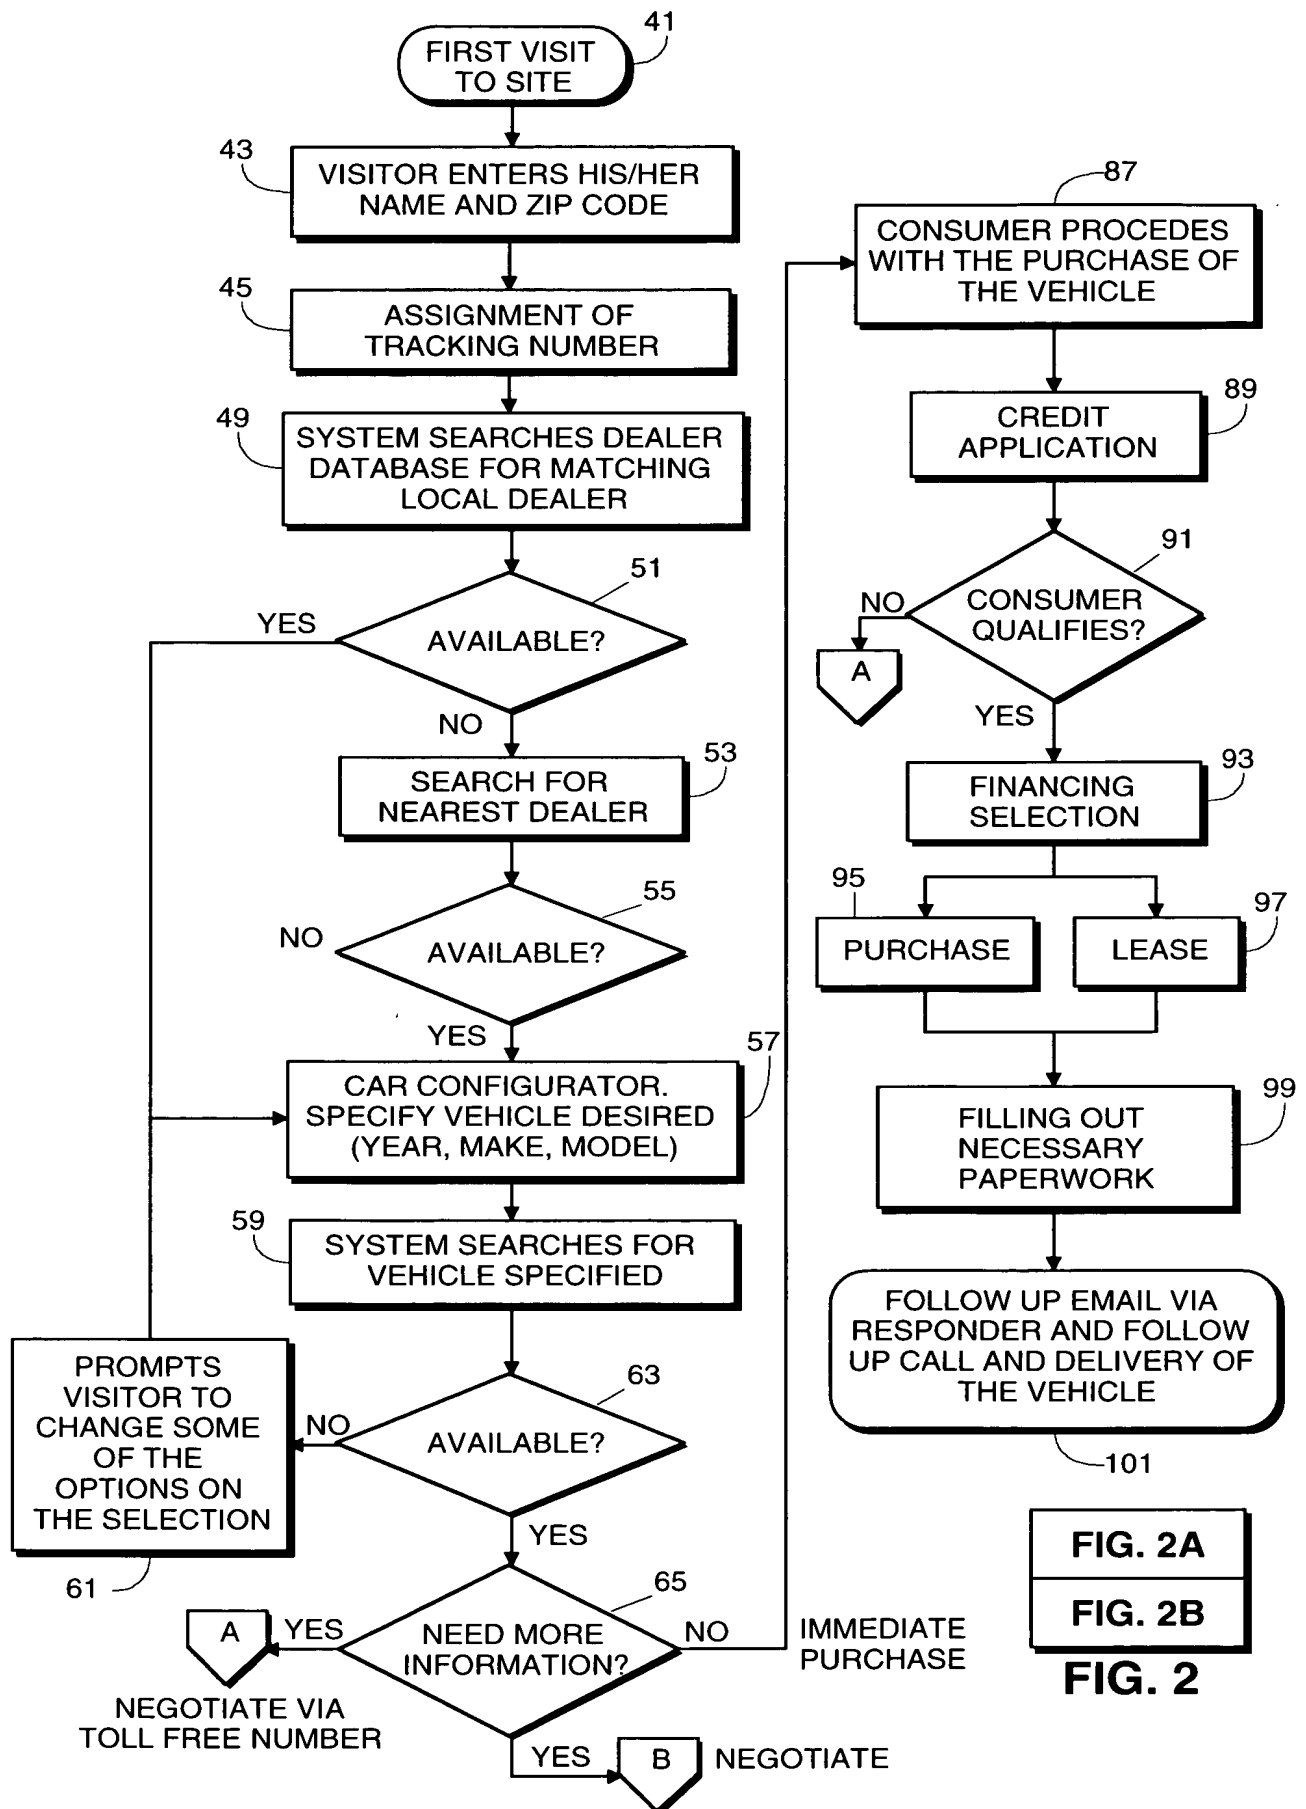 41
FIRST VISIT
TO SITE
43
VISITOR ENTERS HIS/HER
NAME AND ZIP CODE
45
ASSIGNMENT OF
TRACKING NUMBER
49
SYSTEM SEARCHES DEALER
DATABASE FOR MATCHING
LOCAL DEALER
51
YES
AVAILABLE?
NO
53
SEARCH FOR
NEAREST DEALER
55
NO
AVAILABLE?
YES
57
CAR CONFIGURATOR.
SPECIFY VEHICLE DESIRED
(YEAR, MAKE, MODEL)
59
SYSTEM SEARCHES FOR
VEHICLE SPECIFIED
PROMPTS
VISITOR TO
CHANGE SOME
OF THE
OPTIONS ON
THE SELECTION
61
63
NO
AVAILABLE?
YES
65
A
YES
NEED MORE
INFORMATION?
NO
IMMEDIATE
PURCHASE
NEGOTIATE VIA
TOLL FREE NUMBER
YES
B
NEGOTIATE
87
CONSUMER PROCEDES
WITH THE PURCHASE OF
THE VEHICLE
89
CREDIT
APPLICATION
91
NO
CONSUMER
QUALIFIES?
A
YES
93
FINANCING
SELECTION
95
PURCHASE
97
LEASE
99
FILLING OUT
NECESSARY
PAPERWORK
FOLLOW UP EMAIL VIA
RESPONDER AND FOLLOW
UP CALL AND DELIVERY OF
THE VEHICLE
101
FIG. 2A
FIG. 2B
FIG. 2